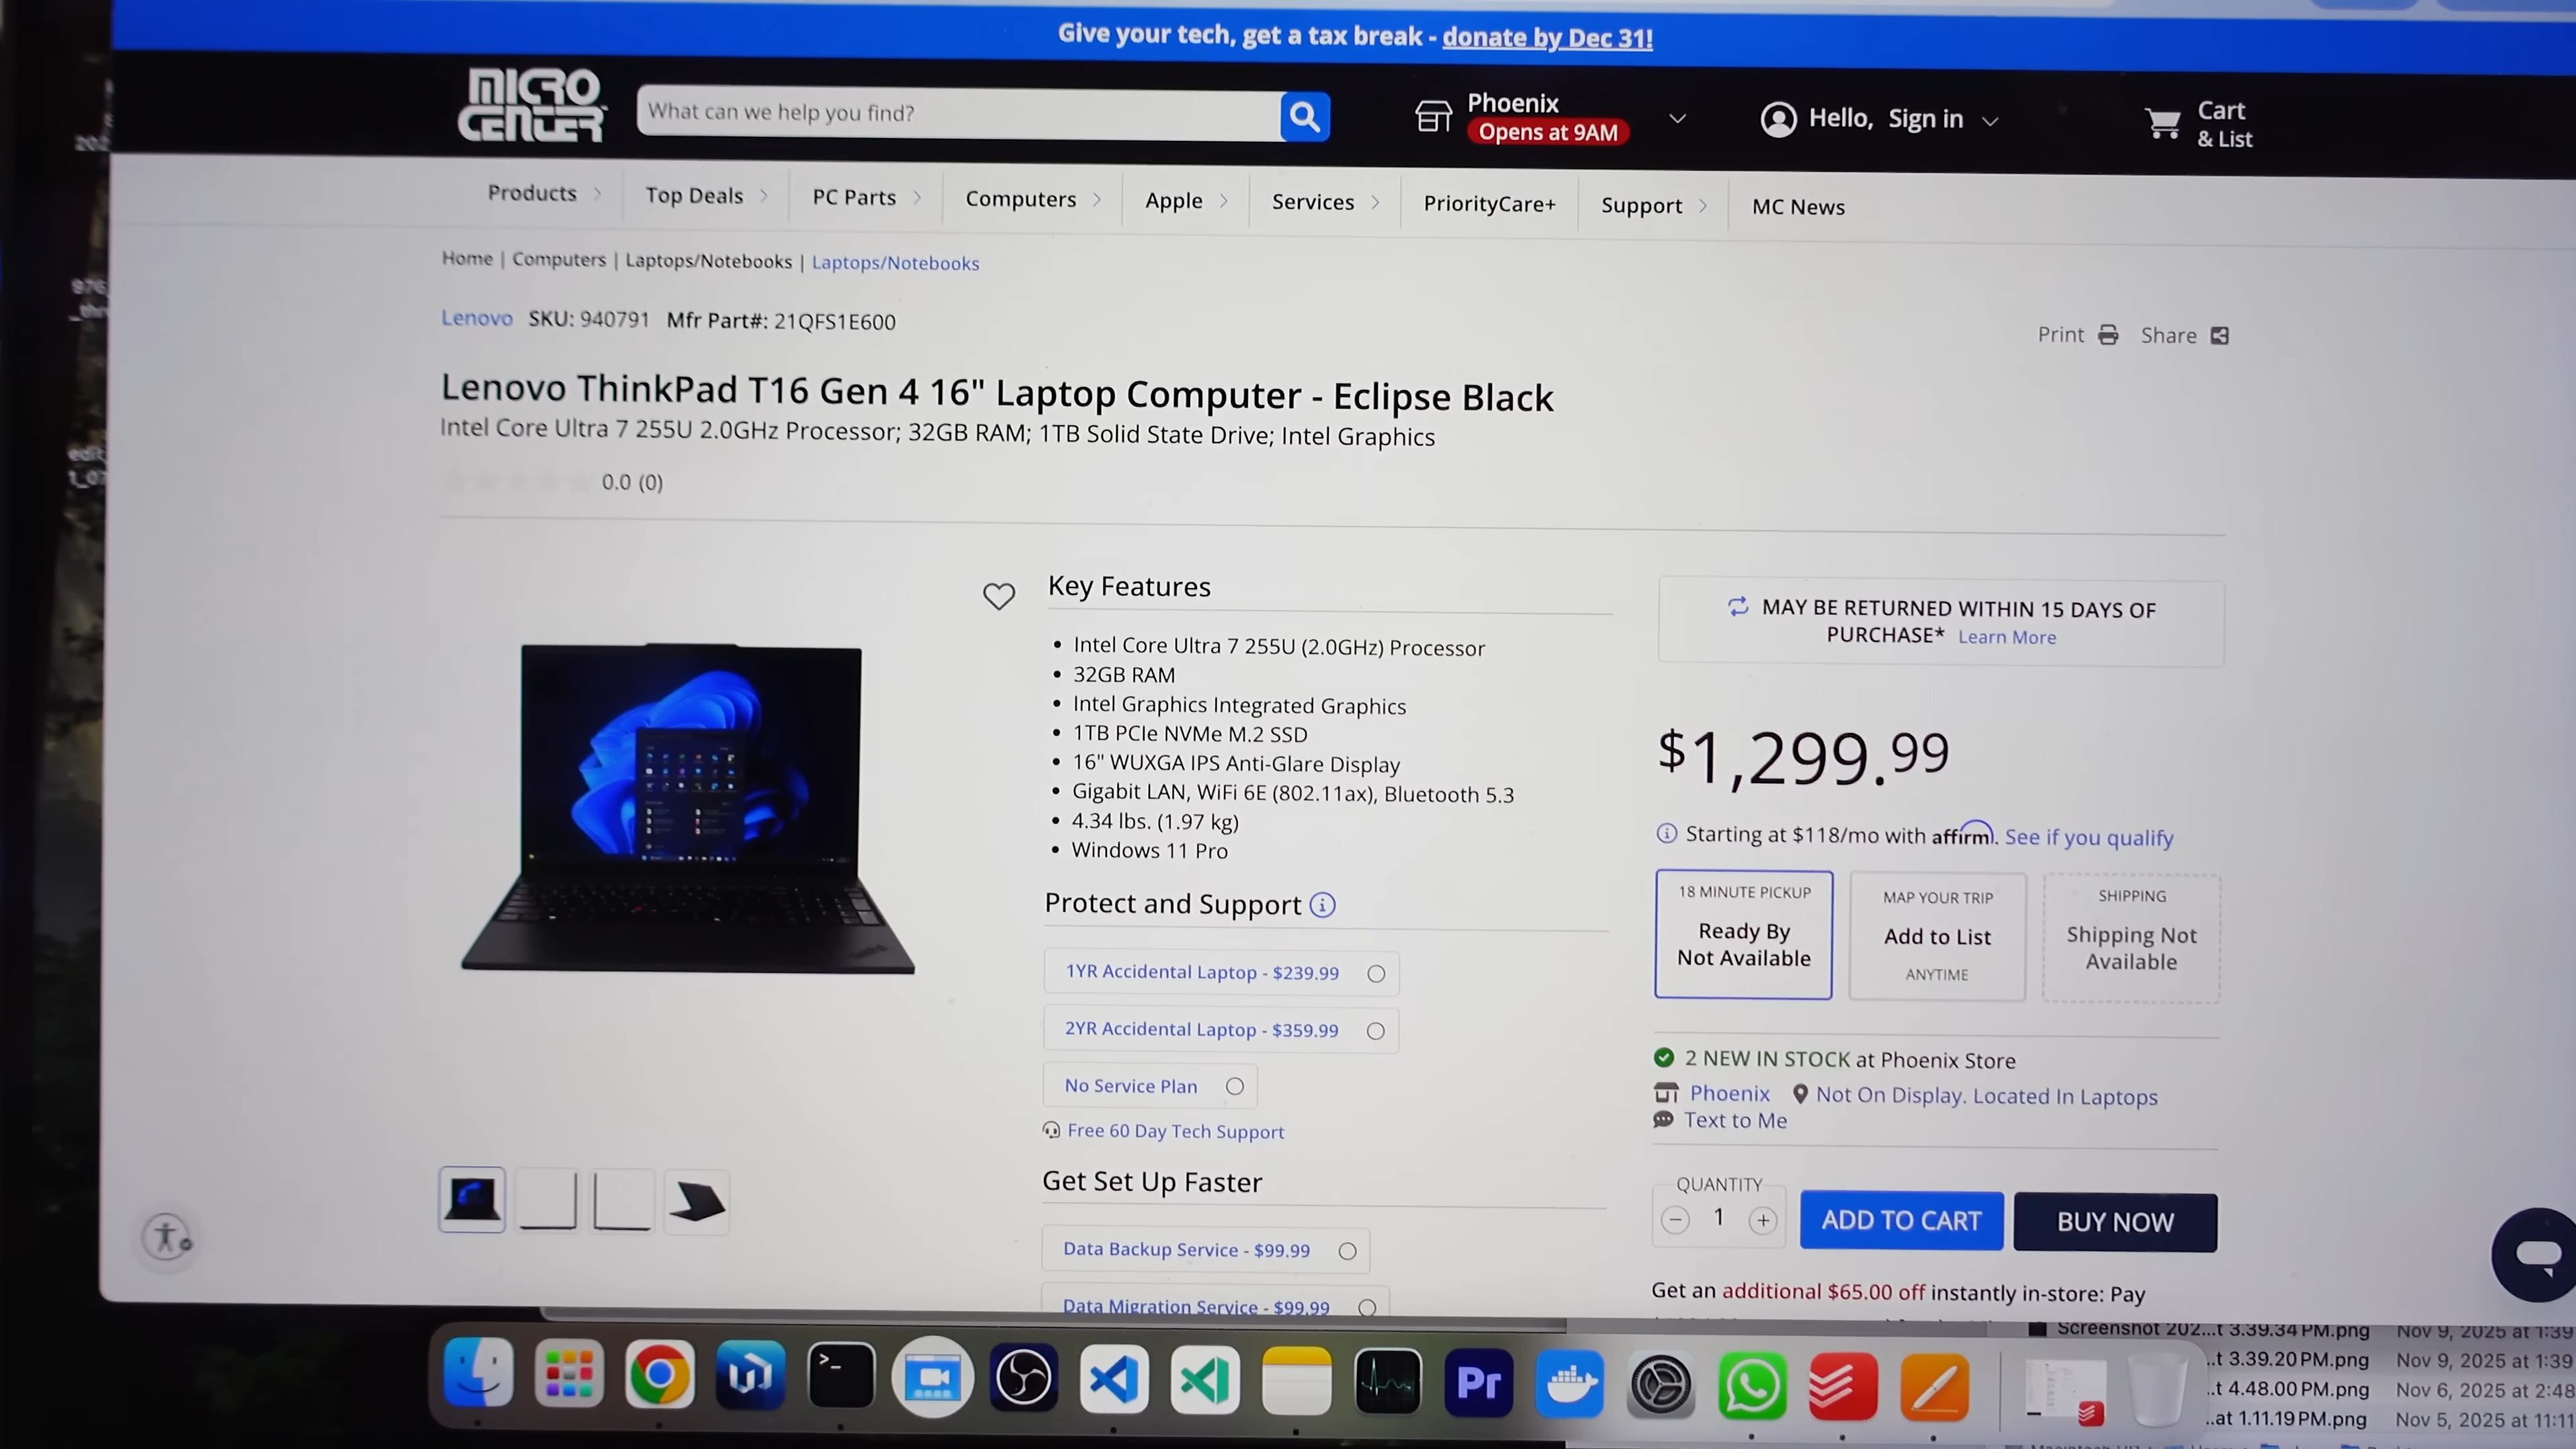 Give your tech, get a tax break - donate by Dec 31!
MICRO CENTER
What can we help you find?
Phoenix
Opens at 9AM
Hello, Sign in
Cart & List
Products
Top Deals
PC Parts
Computers
Apple
Services
PriorityCare+
Support
MC News
Home | Computers | Laptops/Notebooks | Laptops/Notebooks
Lenovo SKU: 940791 Mfr Part#: 21QFS1E600
Print
Share
Lenovo ThinkPad T16 Gen 4 16" Laptop Computer - Eclipse Black
Intel Core Ultra 7 255U 2.0GHz Processor; 32GB RAM; 1TB Solid State Drive; Intel Graphics
0.0 (0)
Key Features
• Intel Core Ultra 7 255U (2.0GHz) Processor
• 32GB RAM
• Intel Graphics Integrated Graphics
• 1TB PCIe NVMe M.2 SSD
• 16" WUXGA IPS Anti-Glare Display
• Gigabit LAN, WiFi 6E (802.11ax), Bluetooth 5.3
• 4.34 lbs. (1.97 kg)
• Windows 11 Pro
Protect and Support
1YR Accidental Laptop - $239.99
2YR Accidental Laptop - $359.99
No Service Plan
Free 60 Day Tech Support
Get Set Up Faster
Data Backup Service - $99.99
Data Migration Service - $99.99
MAY BE RETURNED WITHIN 15 DAYS OF
PURCHASE* Learn More
$1,299.99
Starting at $118/mo with affirm. See if you qualify
18 MINUTE PICKUP
Ready By
Not Available
MAP YOUR TRIP
Add to List
ANYTIME
SHIPPING
Shipping Not
Available
2 NEW IN STOCK at Phoenix Store
Phoenix Not On Display. Located In Laptops
Text to Me
QUANTITY
1
ADD TO CART
BUY NOW
Get an additional $65.00 off instantly in-store: Pay
Screenshot 202...t 3.39.34 PM.png Nov 9, 2025 at 1:39
...t 3.39.20 PM.png Nov 9, 2025 at 1:39
...t 4.48.00 PM.png Nov 6, 2025 at 2:48
...at 1.11.19 PM.png Nov 5, 2025 at 11:11
Pr